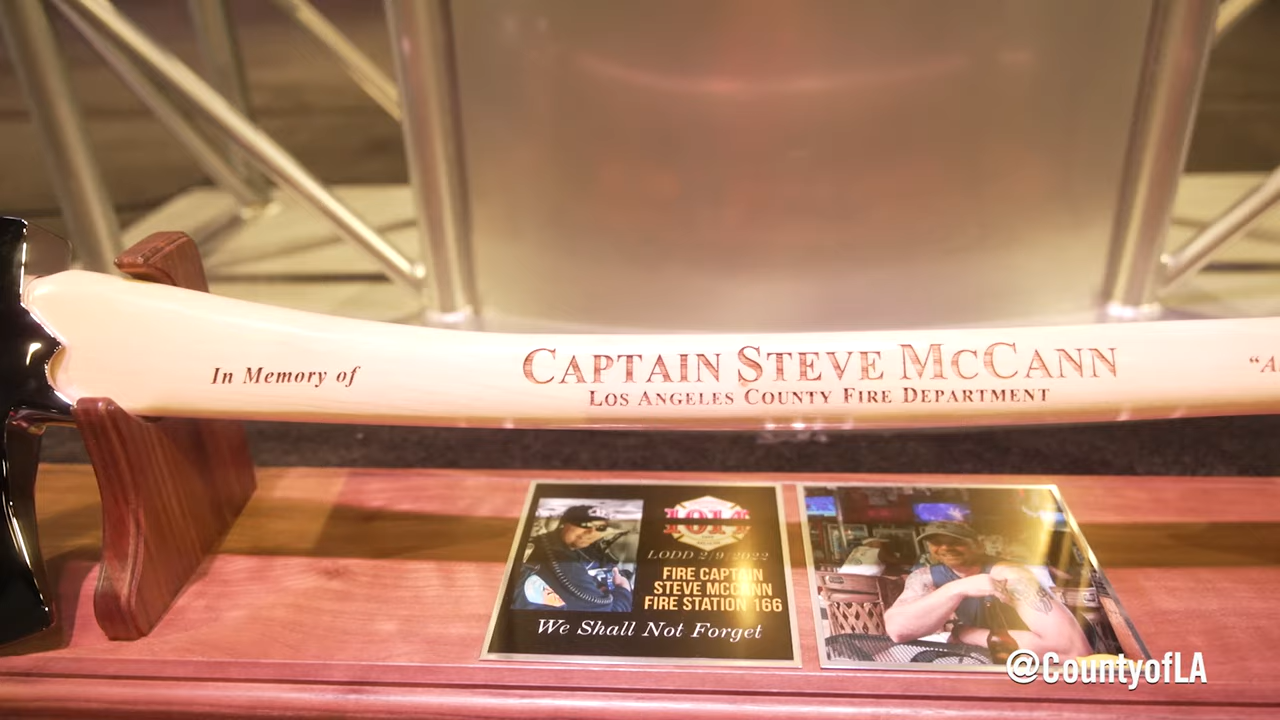 In Memory of
CAPTAIN STEVE MCCANN
LOS ANGELES COUNTY FIRE DEPARTMENT
1014
LODD 2/9/2022
FIRE CAPTAIN
STEVE MCCANN
FIRE STATION 166
We Shall Not Forget
@CountyofLA